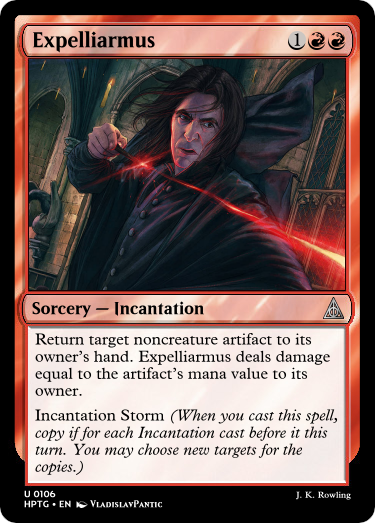 Expelliarmus 1
Sorcery — Incantation
Return target noncreature artifact to its
owner's hand. Expelliarmus deals damage
equal to the artifact's mana value to its
owner.
Incantation Storm (When you cast this spell,
copy if for each Incantation cast before it this
turn. You may choose new targets for the
copies.)
U 0106
HPTG • EN VladislavPantic
J. K. Rowling